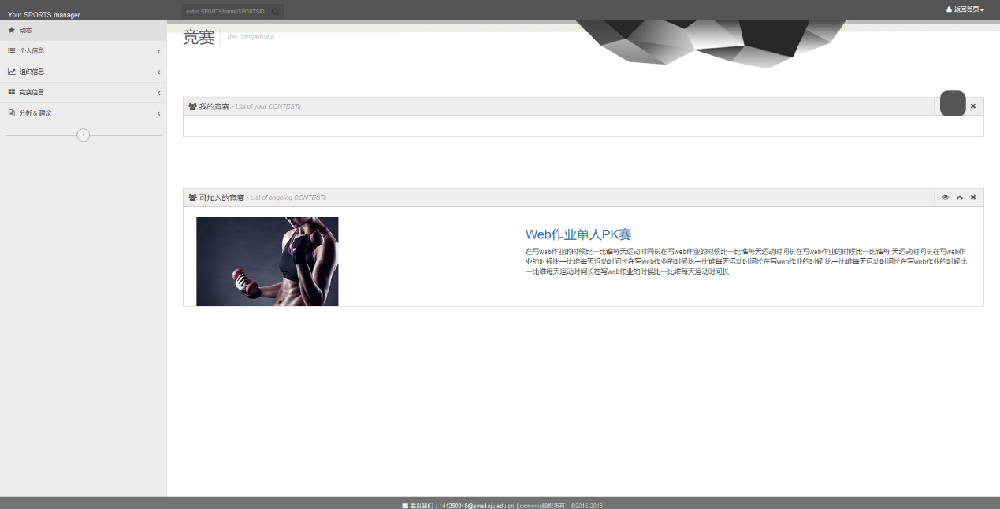 Your SPORTS manager
enter SPORTSName/SPORTSID
返回首页
动态
个人信息
组织信息
竞赛信息
分析 & 建议
竞赛
the competions
我的竞赛 - List of your CONTESTs
可加入的竞赛 - List of ongoing CONTESTs
Web作业单人PK赛
在写web作业的时候比一比谁每天运动时间长在写web作业的时候比一比谁每天运动时间长在写web作业的时候比一比谁每 天运动时间长在写web作
业的时候比一比谁每天运动时间长在写web作业的时候比一比谁每天运动时间长在写web作业的时候 比一比谁每天运动时间长在写web作业的时候比
一比谁每天运动时间长在写web作业的时候比一比谁每天运动时间长
联系我们：141250018@smail.nju.edu.cn | cxworks版权所有 ©2015-2016